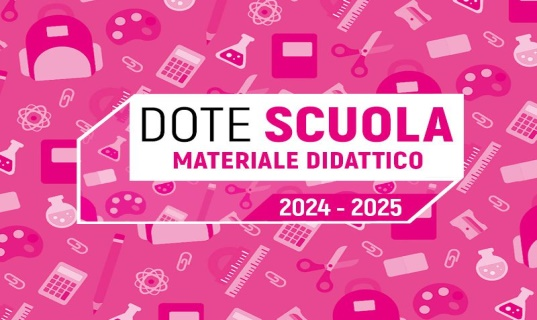 DOTE SCUOLA
MATERIALE DIDATTICO
2024 - 2025